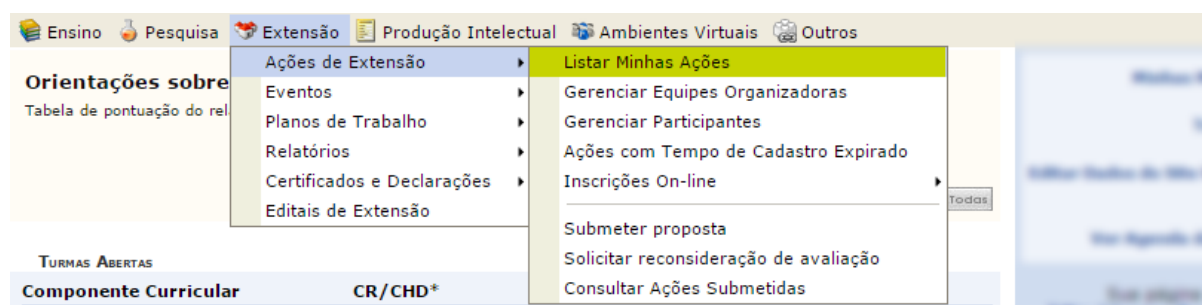 Ensino Pesquisa Extensão Produção Intelectual Ambientes Virtuais Outros
Ações de Extensão
Eventos
Planos de Trabalho
Relatórios
Certificados e Declarações
Editais de Extensão
Listar Minhas Ações
Gerenciar Equipes Organizadoras
Gerenciar Participantes
Ações com Tempo de Cadastro Expirado
Inscrições On-line
Submeter proposta
Solicitar reconsideração de avaliação
Consultar Ações Submetidas
Orientações sobre
Tabela de pontuação do rel
Todas
Turmas Abertas
Componente Curricular CR/CHD*